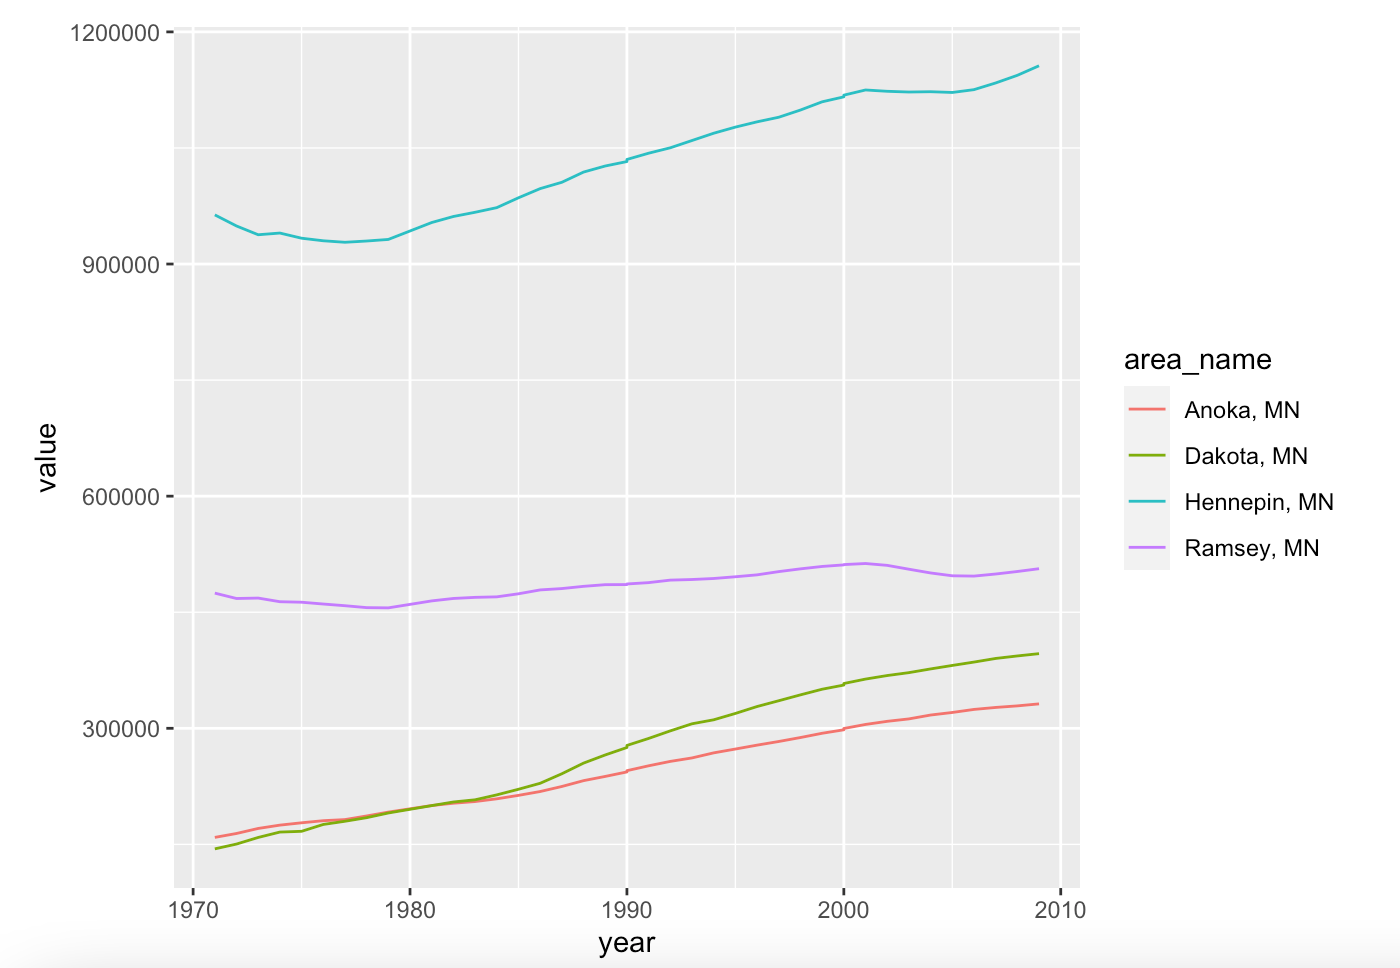 1200000
900000
600000
300000
value
1970 1980 1990 2000 2010
year
area_name
Anoka, MN
Dakota, MN
Hennepin, MN
Ramsey, MN